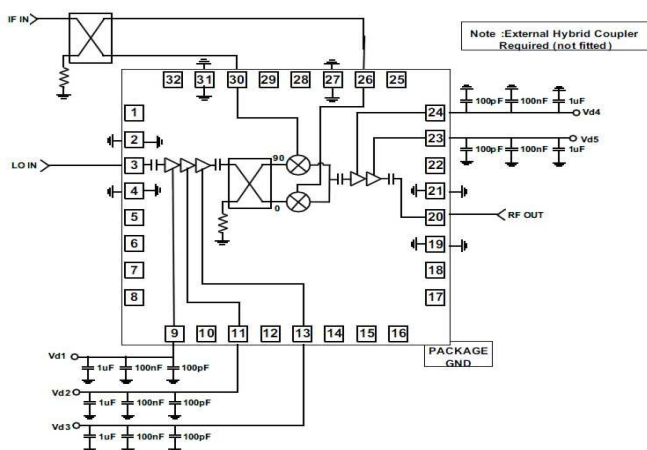 IF IN
Note :External Hybrid Coupler
Required (not fitted)
32 31 30 29 28 27 26 25
100pF 100nF 1uF
Vd4
Vd5
100pF 100nF 1uF
1 24
2 23
LO IN 3 22
4 21
5 20 RF OUT
6 19
7 18
8 17
90
0
9 10 11 12 13 14 15 16
PACKAGE
GND
Vd1
1uF 100nF 100pF
Vd2
1uF 100nF 100pF
Vd3
1uF 100nF 100pF